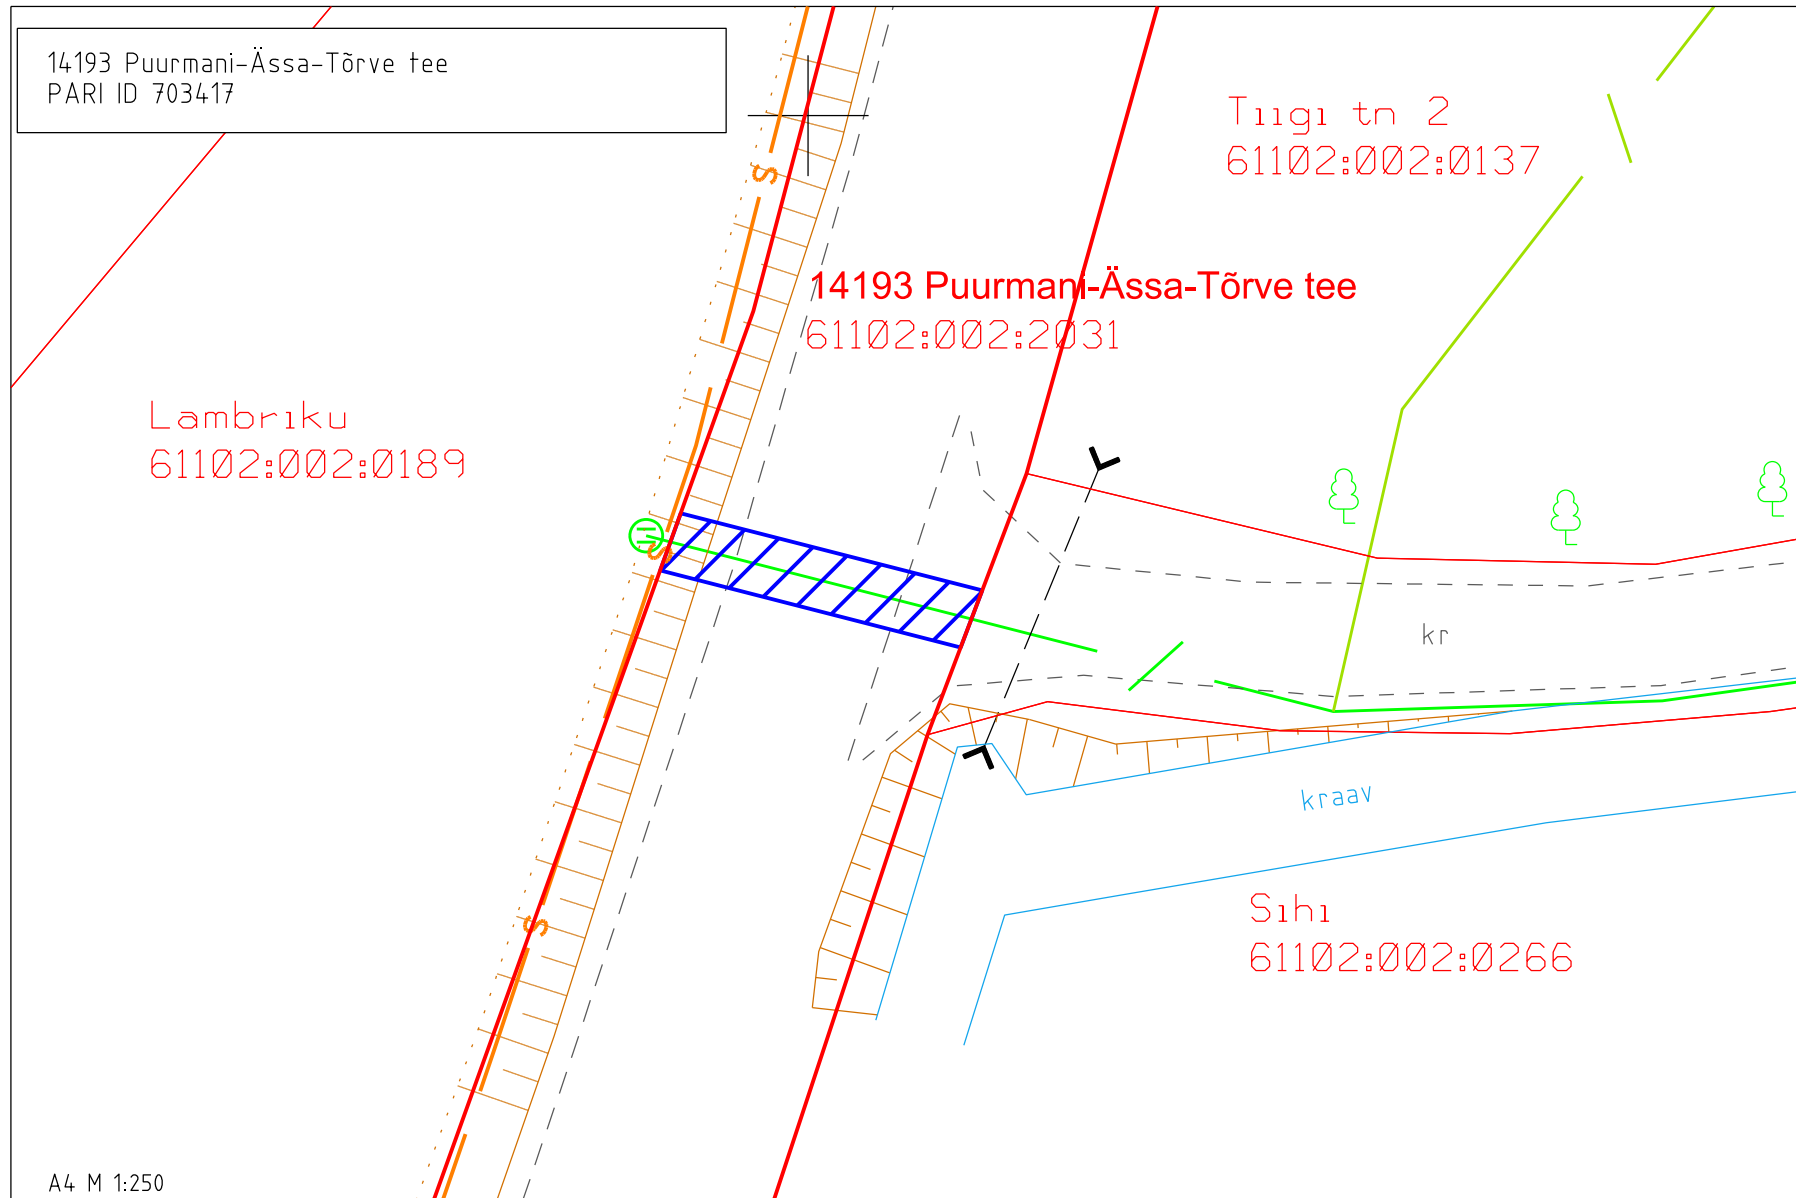 14193 Puurmani-Ässa-Tõrve tee
PARI ID 703417
Tiigi tn 2
61102:002:0137
14193 Puurmani-Ässa-Tõrve tee
61102:002:2031
Lambriku
61102:002:0189
S
S
kr
kraav
Sihi
61102:002:0266
S
A4 M 1:250